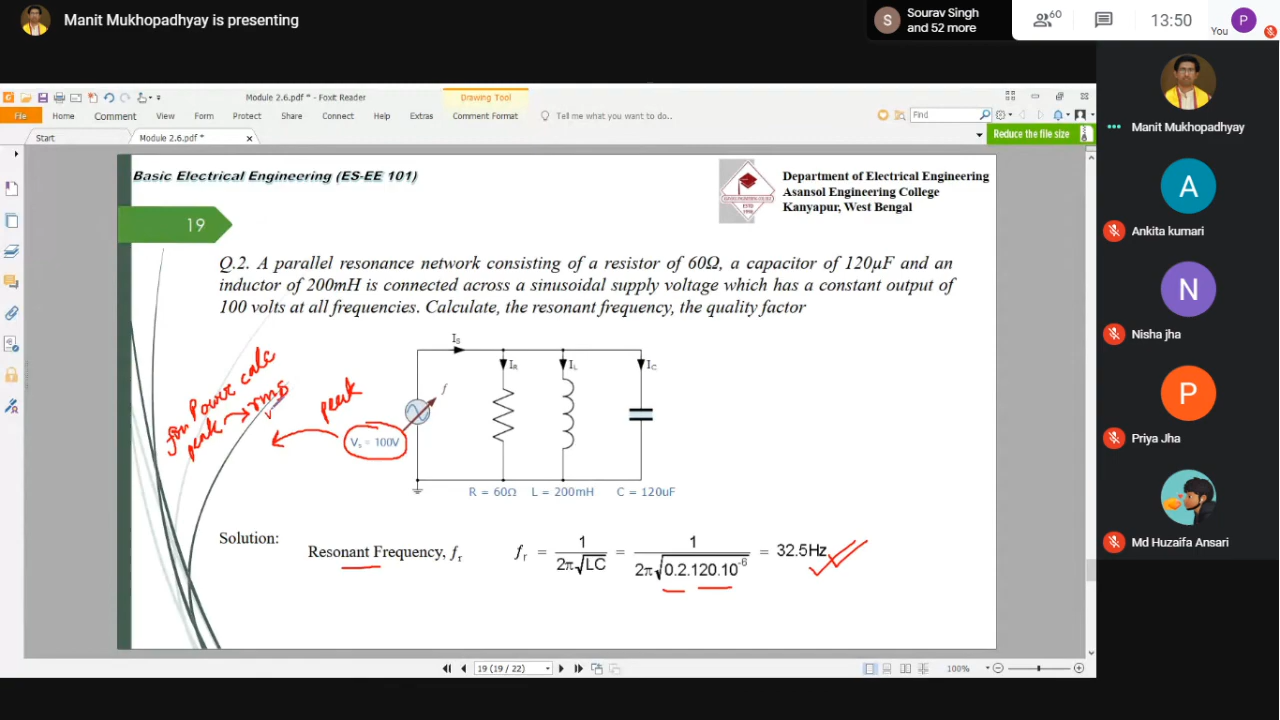 Manit Mukhopadhyay is presenting
S
Sourav Singh
and 52 more
60
13:50
You
P
Module 2.6.pdf * - Foxit Reader
Drawing Tool
File
Home
Comment
View
Form
Protect
Share
Connect
Help
Extras
Comment Format
Tell me what you want to do..
Find
Start
Module 2.6.pdf *
Reduce the file size
Basic Electrical Engineering (ES-EE 101)
Department of Electrical Engineering
Asansol Engineering College
Kanyapur, West Bengal
19
Q.2. A parallel resonance network consisting of a resistor of 60Ω, a capacitor of 120μF and an
inductor of 200mH is connected across a sinusoidal supply voltage which has a constant output of
100 volts at all frequencies. Calculate, the resonant frequency, the quality factor
I_S
I_R
I_L
I_C
f
for Power calc
peak → rms
peak
V_s = 100V
R = 60Ω L = 200mH C = 120uF
Solution:
Resonant Frequency, f_r
f_r = 1/(2π√LC) = 1/(2π√0.2.120.10⁻⁶) = 32.5Hz
19 (19 / 22)
100%
Manit Mukhopadhyay
A
Ankita kumari
N
Nisha jha
P
Priya Jha
Md Huzaifa Ansari